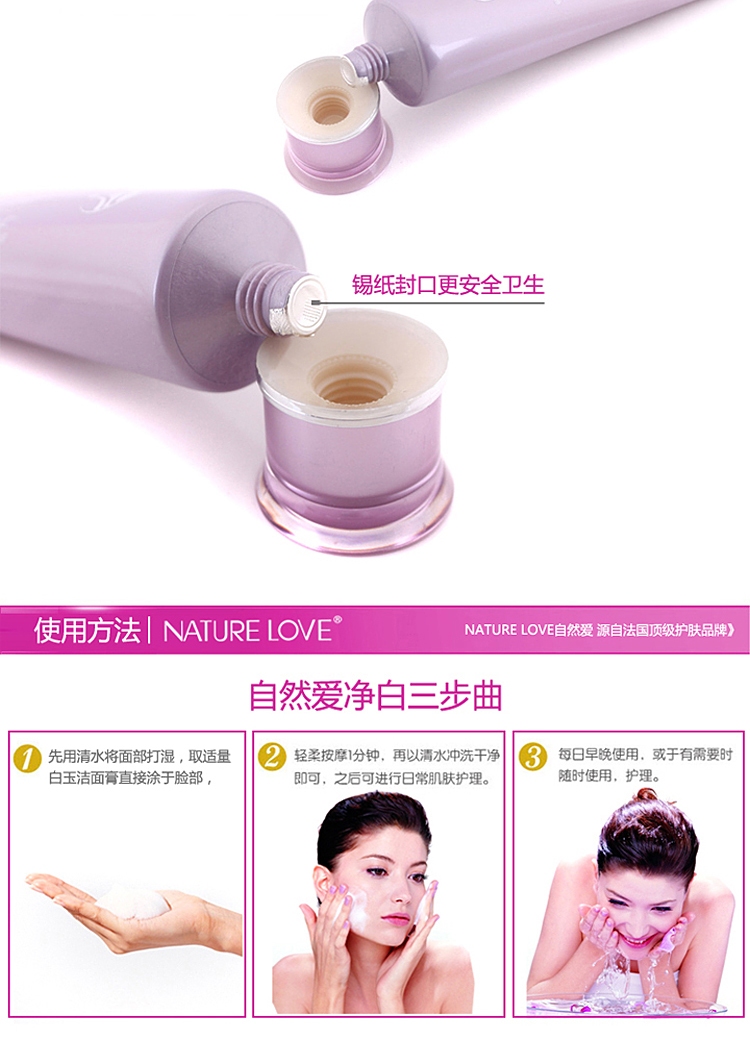 锡纸封口更安全卫生
使用方法 | NATURE LOVE®
NATURE LOVE自然爱 源自法国顶级护肤品牌》
自然爱净白三步曲
1 先用清水将面部打湿，取适量
白玉洁面膏直接涂于脸部，
2 轻柔按摩1分钟，再以清水冲洗干净
即可，之后可进行日常肌肤护理。
3 每日早晚使用，或于有需要时
随时使用，护理。